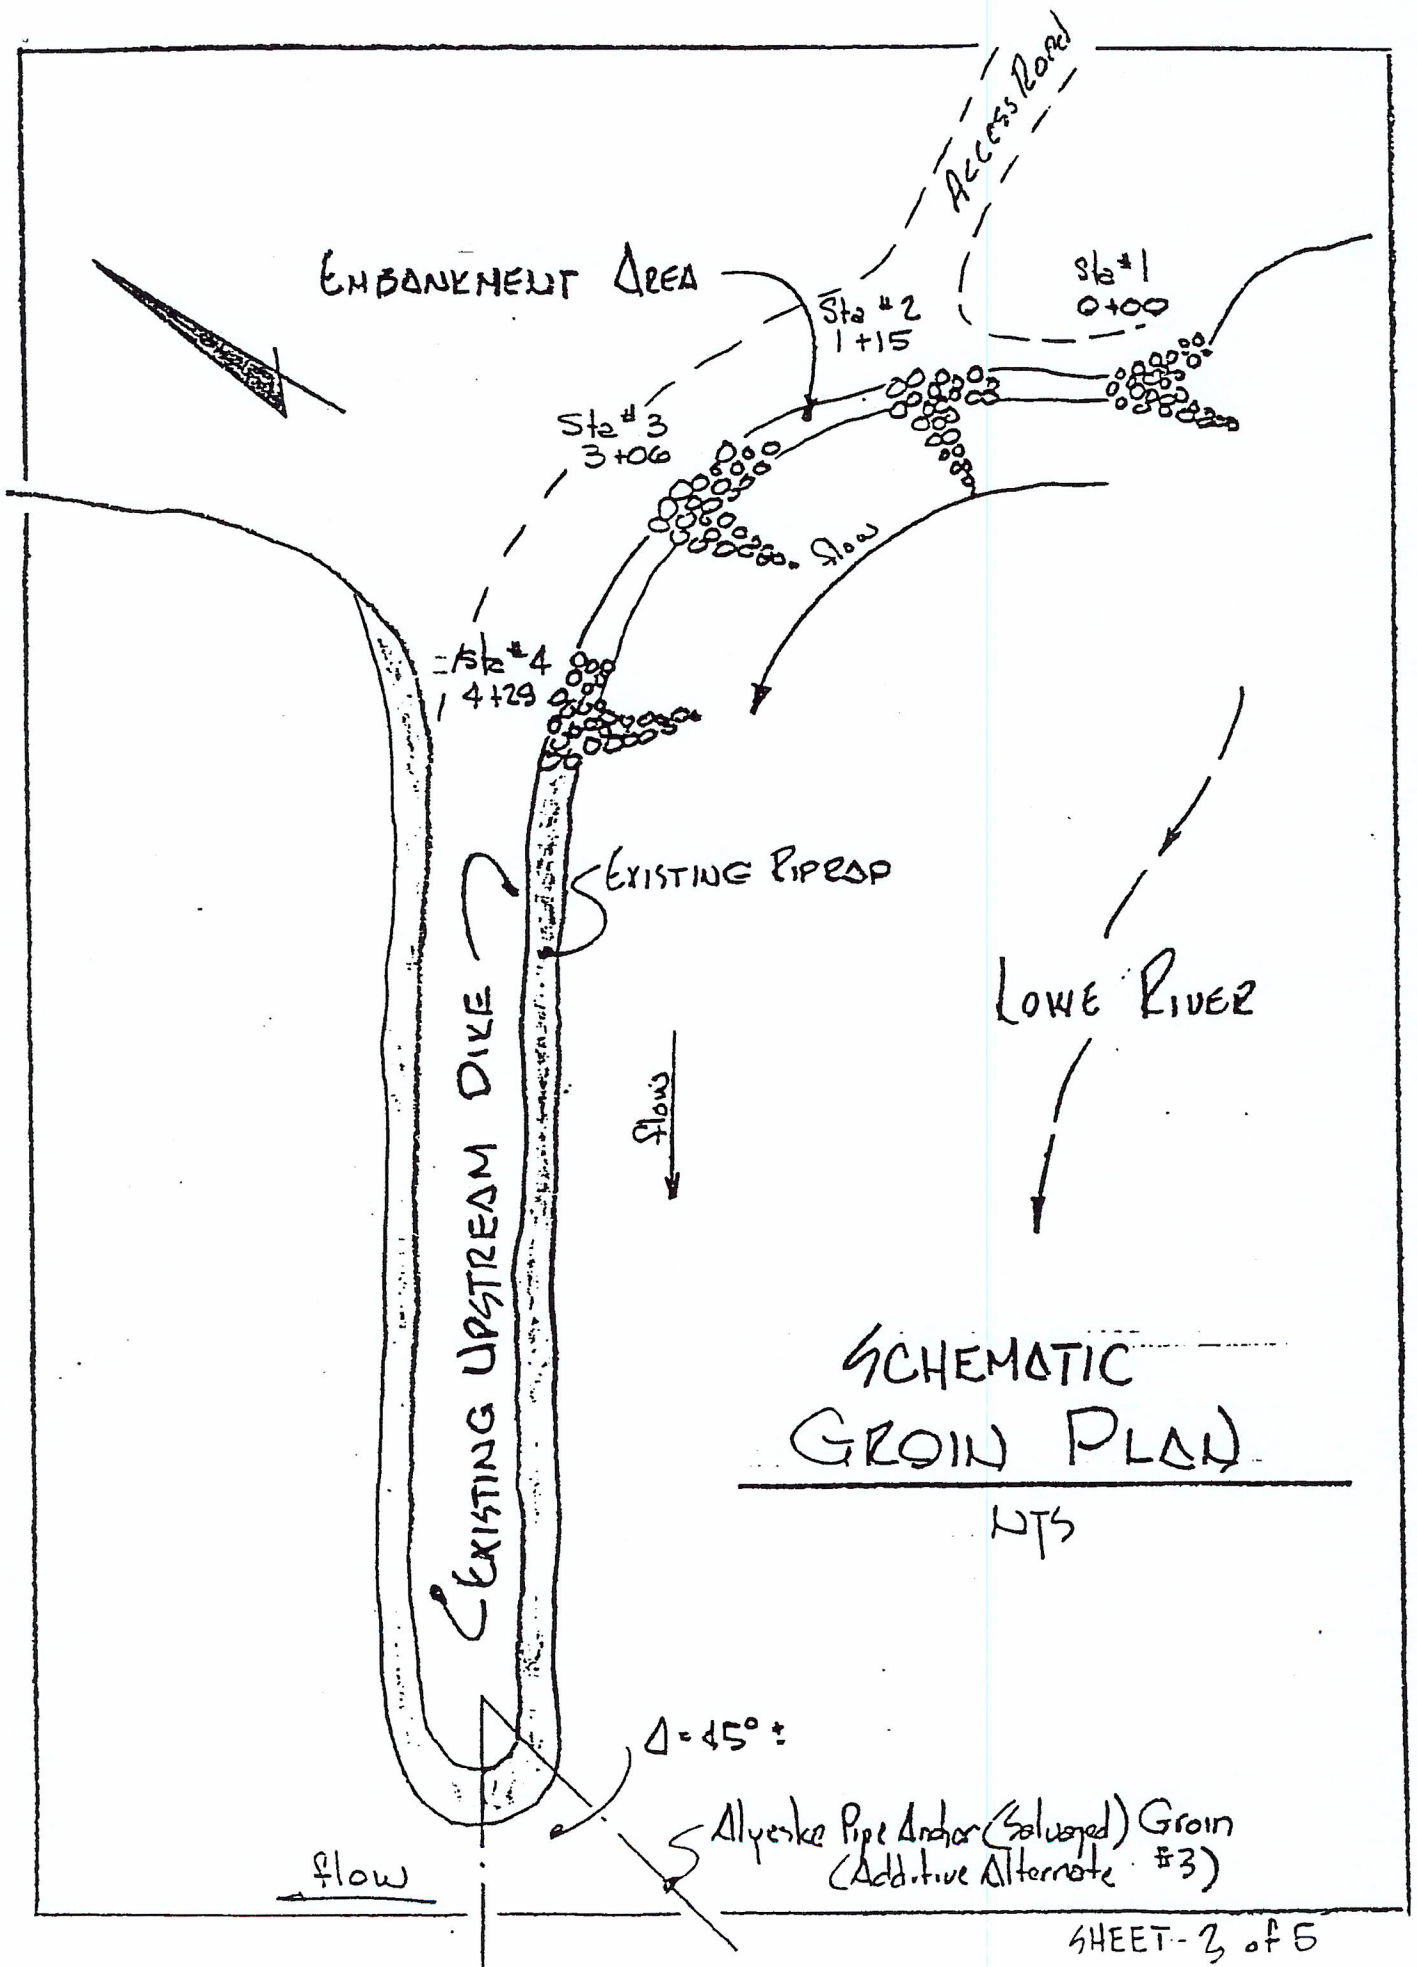 Access Road
EMBANKMENT AREA
Sta #1
0+00
Sta #2
1+15
Sta #3
3+06
flow
Sta #4
4+29
EXISTING RIPRAP
LOWE RIVER
flow
EXISTING UPSTREAM DIKE
SCHEMATIC
GROIN PLAN
NTS
Δ = 45° ±
Alyeska Pipe Anchor (Salvaged) Groin
(Additive Alternate #3)
flow
SHEET - 3 of 5